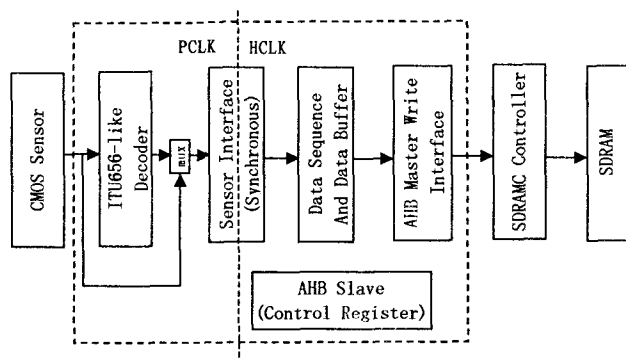 PCLK
HCLK
CMOS Sensor
ITU656-like
Decoder
mux
Sensor Interface
(Synchronous)
Data Sequence
And Data Buffer
AHB Master Write
Interface
SDRAMC Controller
SDRAM
AHB Slave
(Control Register)